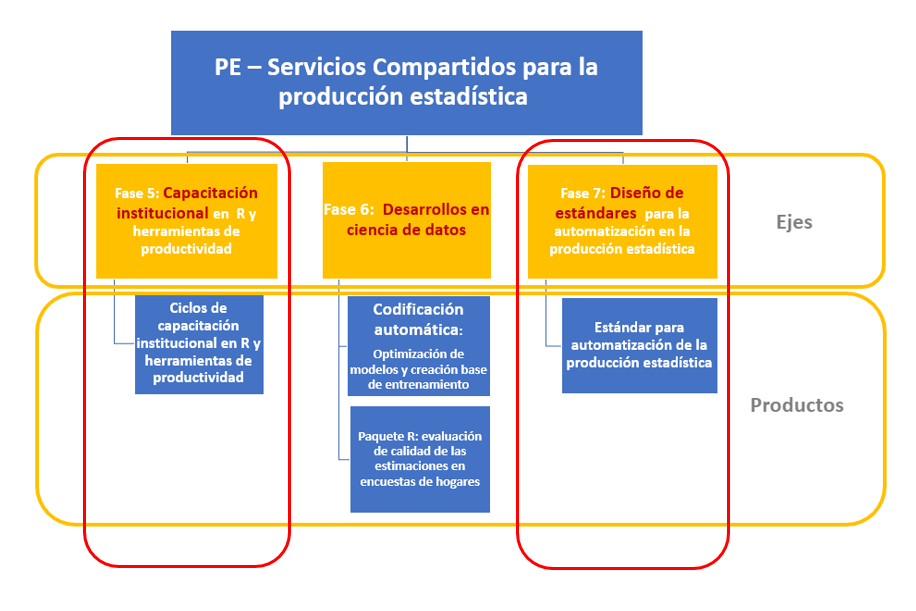 PE – Servicios Compartidos para la
producción estadística
Fase 5: Capacitación
institucional en R y
herramientas de
productividad
Fase 6: Desarrollos en
ciencia de datos
Fase 7: Diseño de
estándares para la
automatización en la
producción estadística
Ejes
Ciclos de
capacitación
institucional en R y
herramientas de
productividad
Codificación
automática:
Optimización de
modelos y creación base
de entrenamiento
Paquete R: evaluación
de calidad de las
estimaciones en
encuestas de hogares
Estándar para
automatización de la
producción estadística
Productos